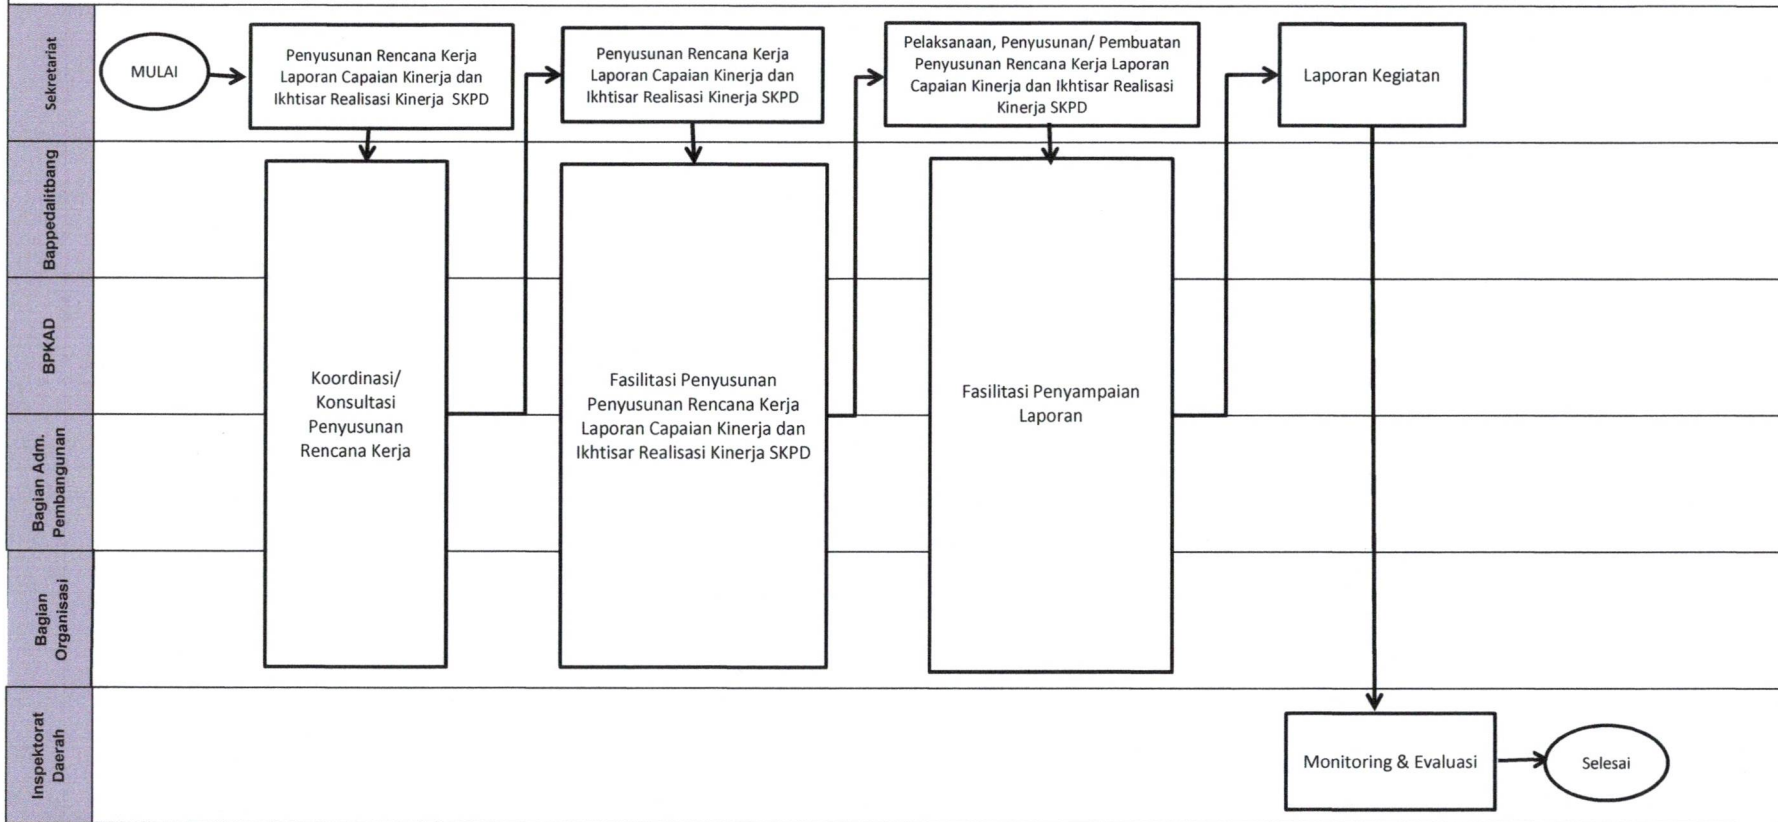 Sekretariat
MULAI
Penyusunan Rencana Kerja
Laporan Capaian Kinerja dan
Ikhtisar Realisasi Kinerja SKPD
Penyusunan Rencana Kerja
Laporan Capaian Kinerja dan
Ikhtisar Realisasi Kinerja SKPD
Pelaksanaan, Penyusunan/ Pembuatan
Penyusunan Rencana Kerja Laporan
Capaian Kinerja dan Ikhtisar Realisasi
Kinerja SKPD
Laporan Kegiatan
Bappedalitbang
BPKAD
Bagian Adm.
Pembangunan
Bagian
Organisasi
Koordinasi/
Konsultasi
Penyusunan
Rencana Kerja
Fasilitasi Penyusunan
Penyusunan Rencana Kerja
Laporan Capaian Kinerja dan
Ikhtisar Realisasi Kinerja SKPD
Fasilitasi Penyampaian
Laporan
Inspektorat
Daerah
Monitoring & Evaluasi
Selesai